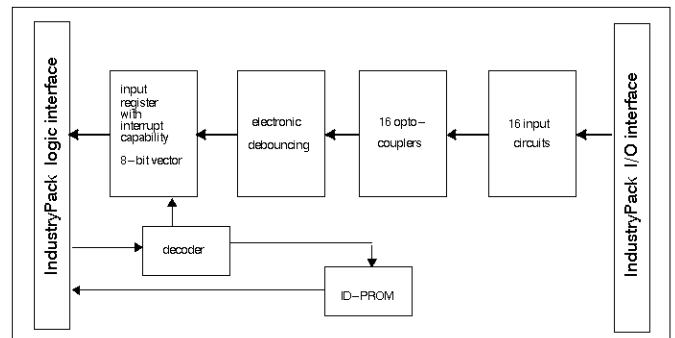 IndustryPack logic interface
input
register
with
interrupt
capability
8-bit vector
electronic
debouncing
16 opto-
couplers
16 input
circuits
IndustryPack I/O interface
decoder
ID-PROM